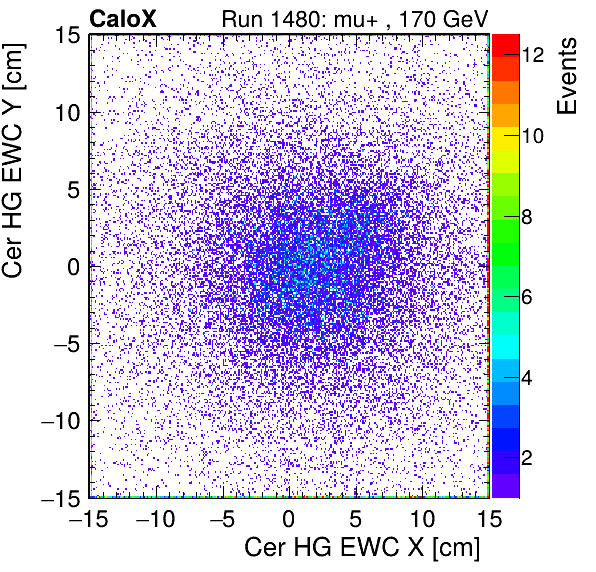 CaloX Run 1480: mu+ , 170 GeV
Cer HG EWC Y [cm]
15
10
5
0
−5
−10
−15
−15 −10 −5 0 5 10 15
Cer HG EWC X [cm]
Events
12
10
8
6
4
2